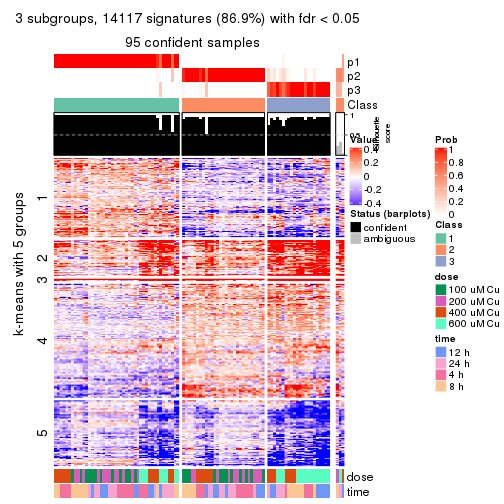 3 subgroups, 14117 signatures (86.9%) with fdr < 0.05
95 confident samples
p1
p2
p3
Class
1
0.5
0
Silhouette
score
k-means with 5 groups
1
2
3
4
5
dose
time
Value
0.4
0.2
0
-0.2
-0.4
Status (barplots)
confident
ambiguous
Prob
1
0.8
0.6
0.4
0.2
0
Class
1
2
3
dose
100 uM Cu
200 uM Cu
400 uM Cu
600 uM Cu
time
12 h
24 h
4 h
8 h